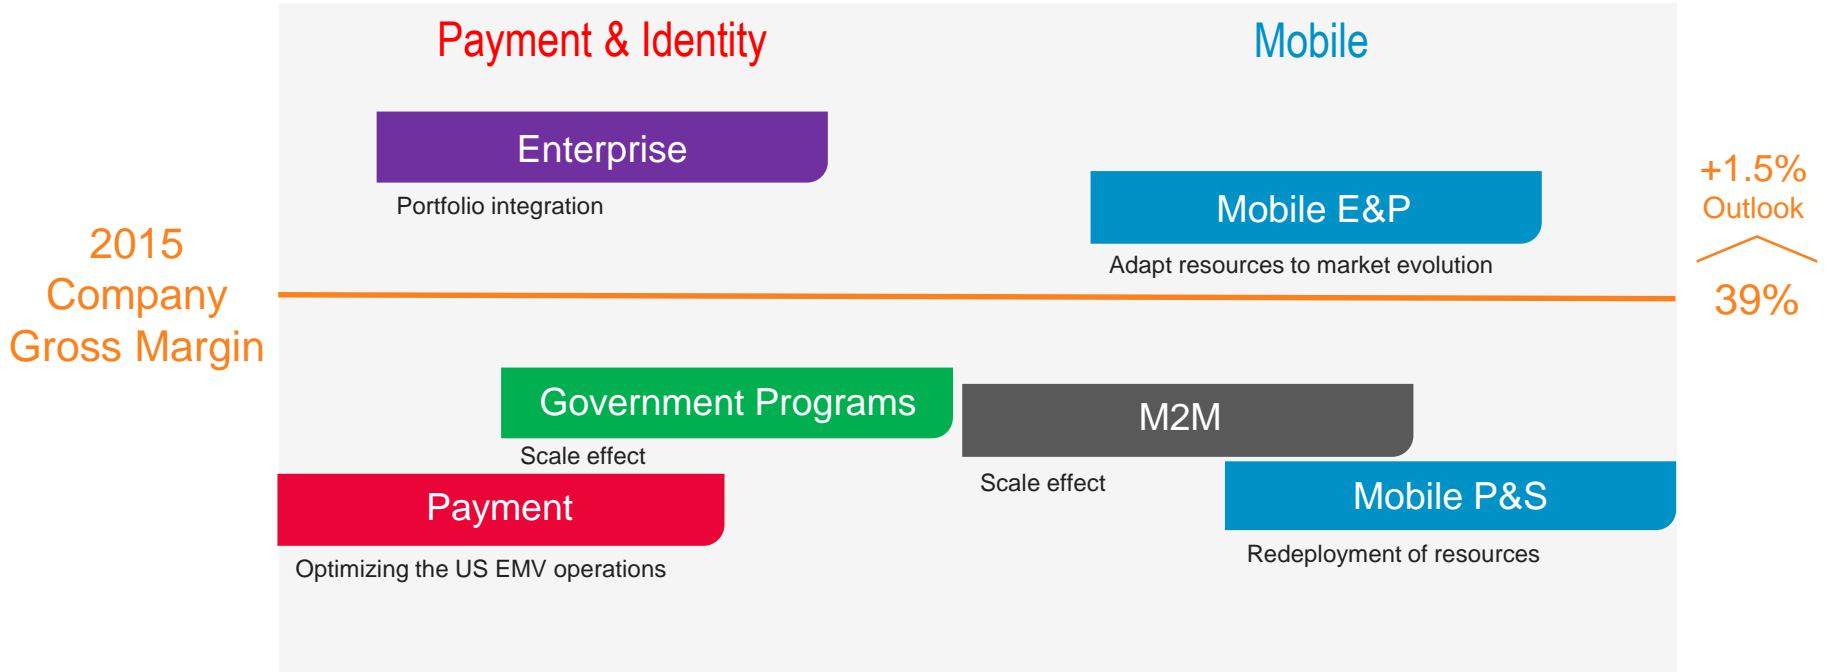 Payment & Identity
Mobile
Enterprise
Portfolio integration
Mobile E&P
Adapt resources to market evolution
2015
Company
Gross Margin
+1.5%
Outlook
39%
Government Programs
Scale effect
M2M
Scale effect
Payment
Optimizing the US EMV operations
Mobile P&S
Redeployment of resources